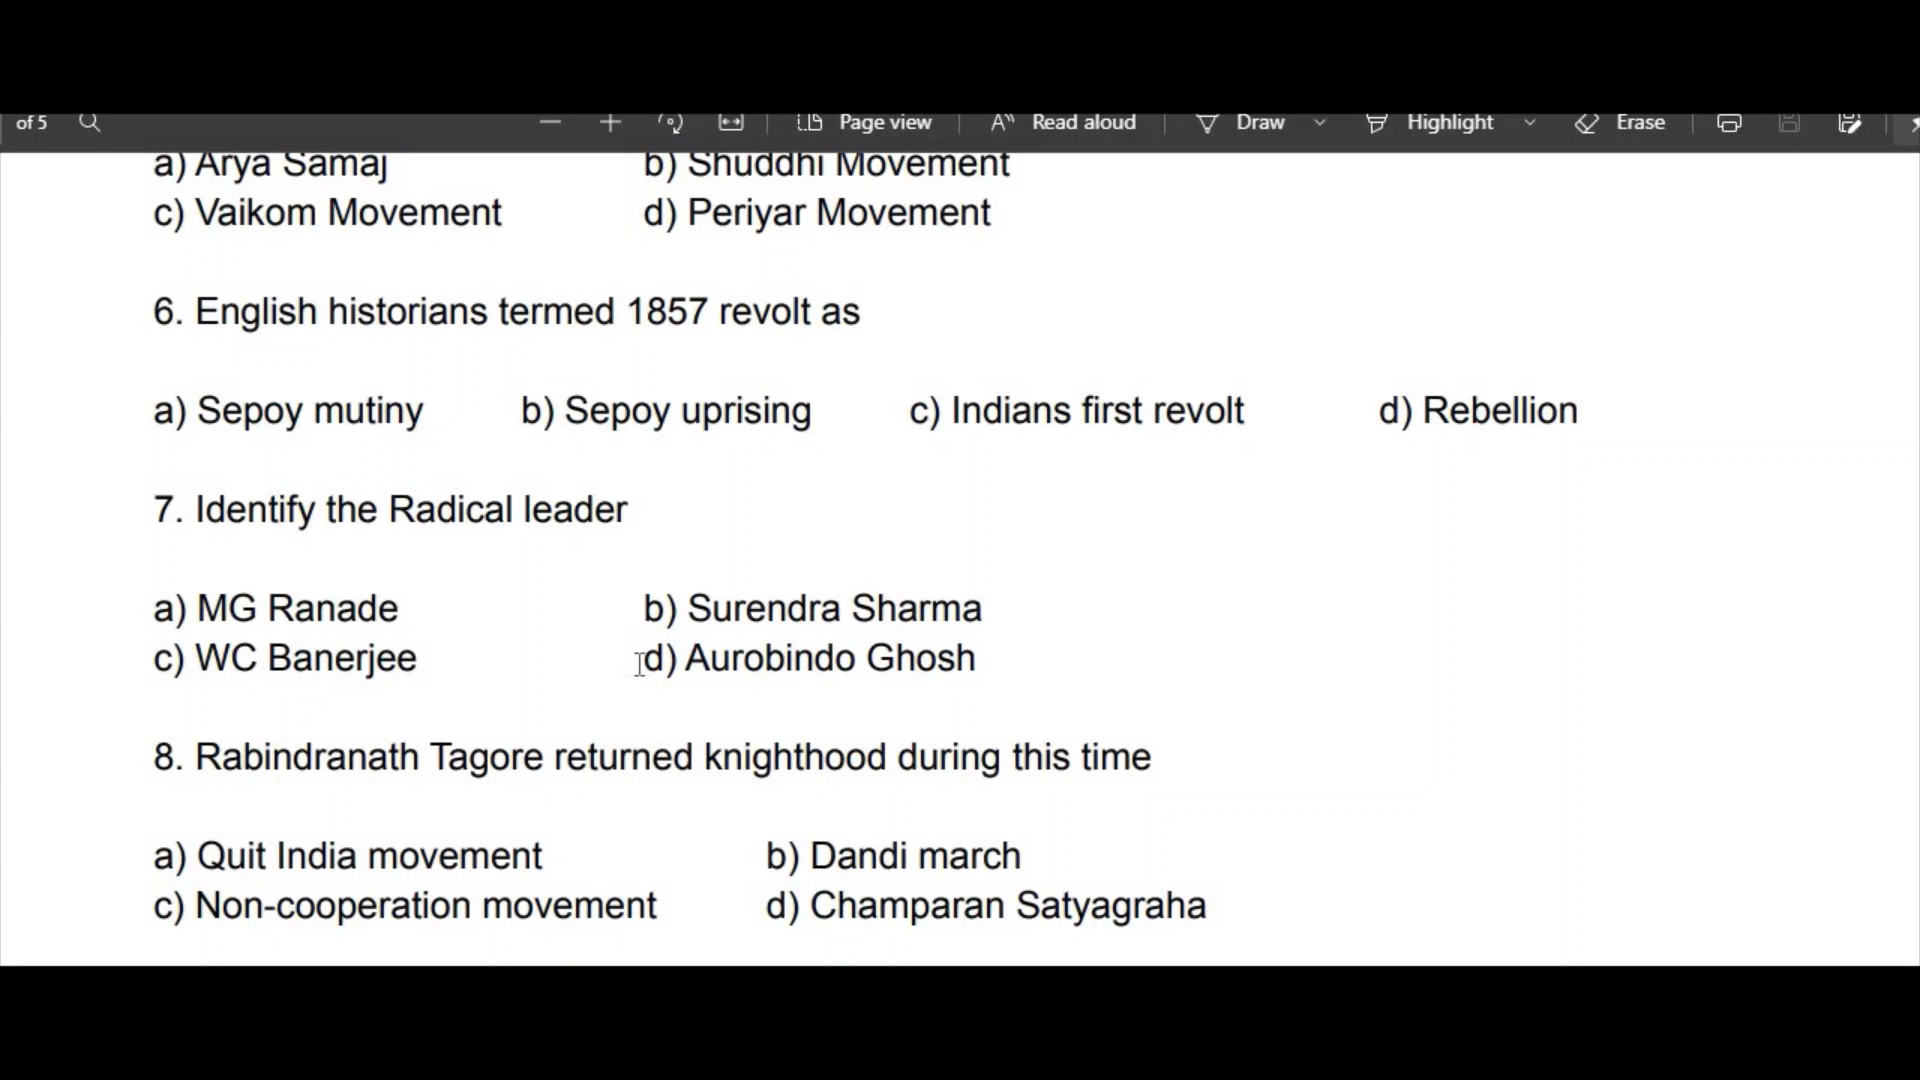 of 5 Page view Read aloud Draw Highlight Erase
a) Arya Samaj b) Shuddhi Movement
c) Vaikom Movement d) Periyar Movement
6. English historians termed 1857 revolt as
a) Sepoy mutiny b) Sepoy uprising c) Indians first revolt d) Rebellion
7. Identify the Radical leader
a) MG Ranade b) Surendra Sharma
c) WC Banerjee d) Aurobindo Ghosh
8. Rabindranath Tagore returned knighthood during this time
a) Quit India movement b) Dandi march
c) Non-cooperation movement d) Champaran Satyagraha